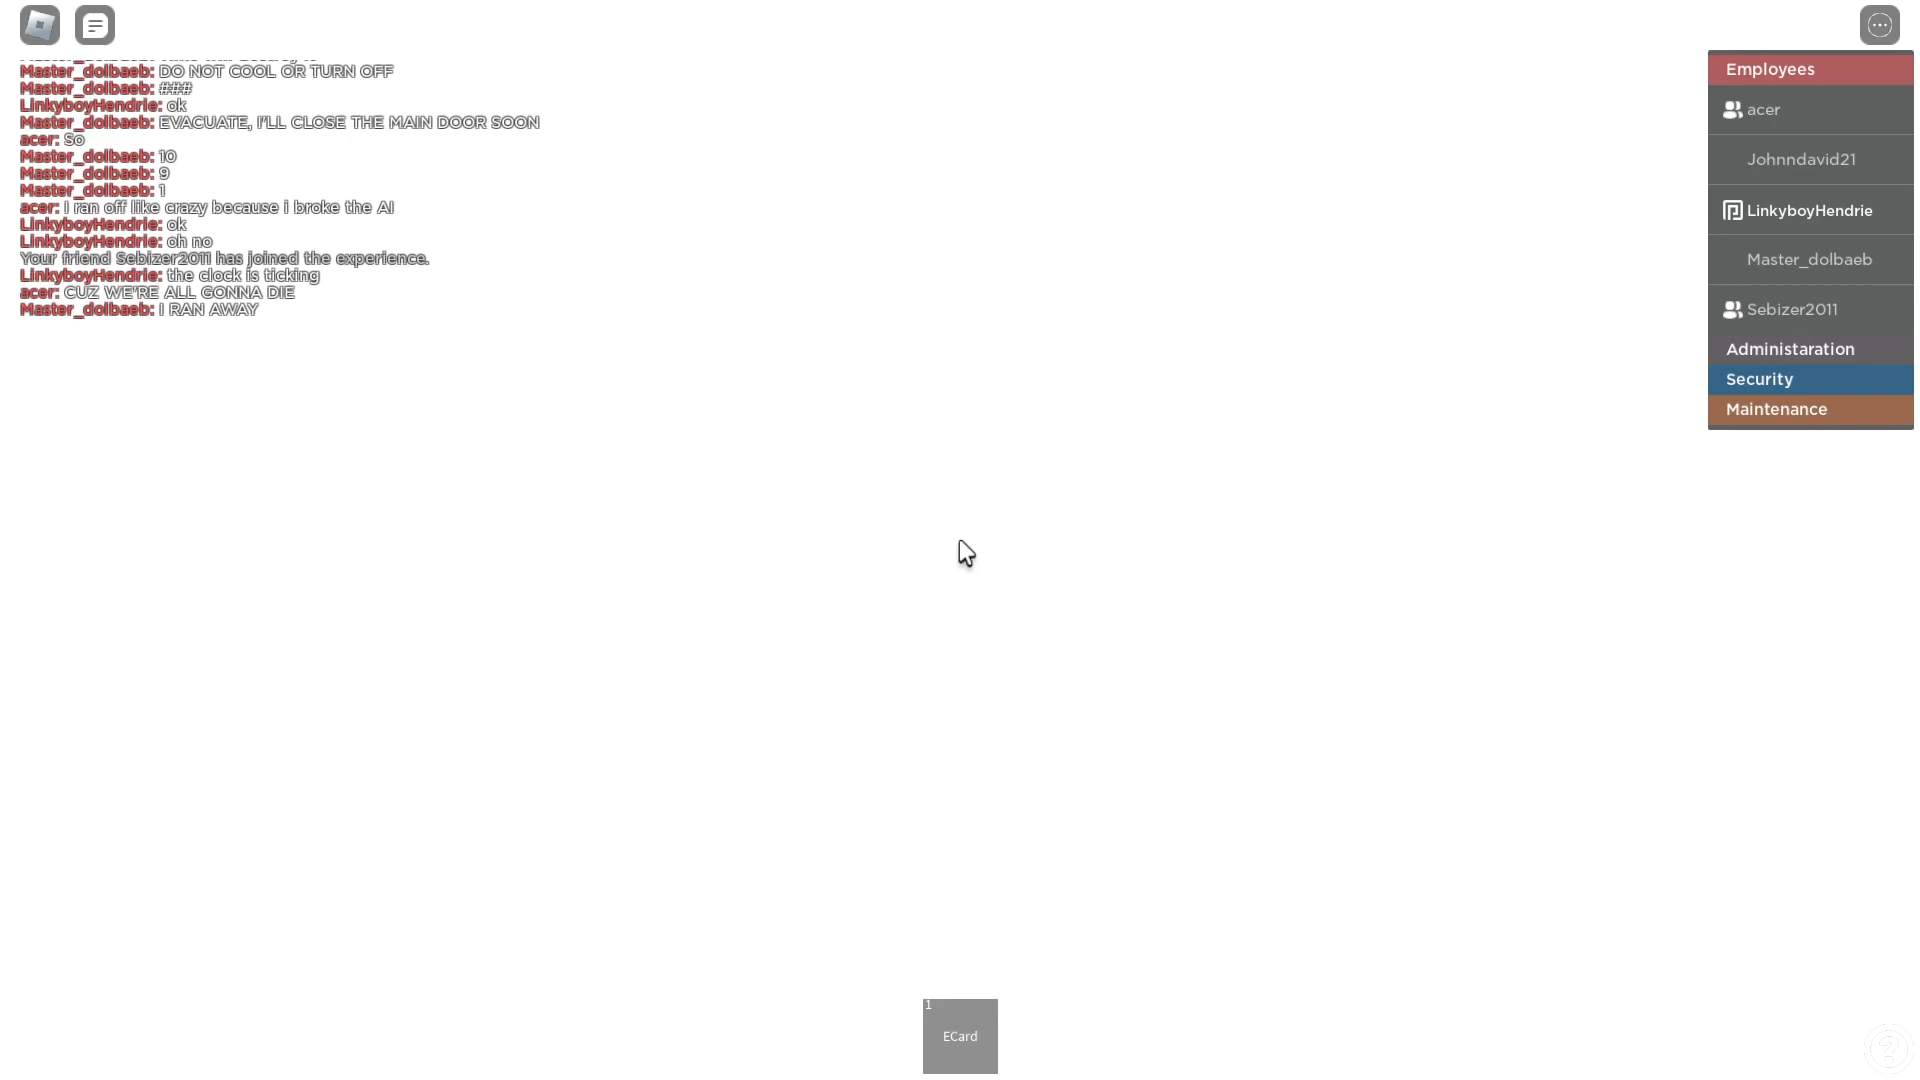 Master_dolbaeb: DO NOT COOL OR TURN OFF
Master_dolbaeb: ###
LinkyboyHendrie: ok
Master_dolbaeb: EVACUATE, I'LL CLOSE THE MAIN DOOR SOON
acer: So
Master_dolbaeb: 10
Master_dolbaeb: 9
Master_dolbaeb: 1
acer: I ran off like crazy because i broke the AI
LinkyboyHendrie: ok
LinkyboyHendrie: oh no
Your friend Sebizer2011 has joined the experience.
LinkyboyHendrie: the clock is ticking
acer: CUZ WE'RE ALL GONNA DIE
Master_dolbaeb: I RAN AWAY
Employees
acer
Johnndavid21
LinkyboyHendrie
Master_dolbaeb
Sebizer2011
Administaration
Security
Maintenance
1
ECard
?